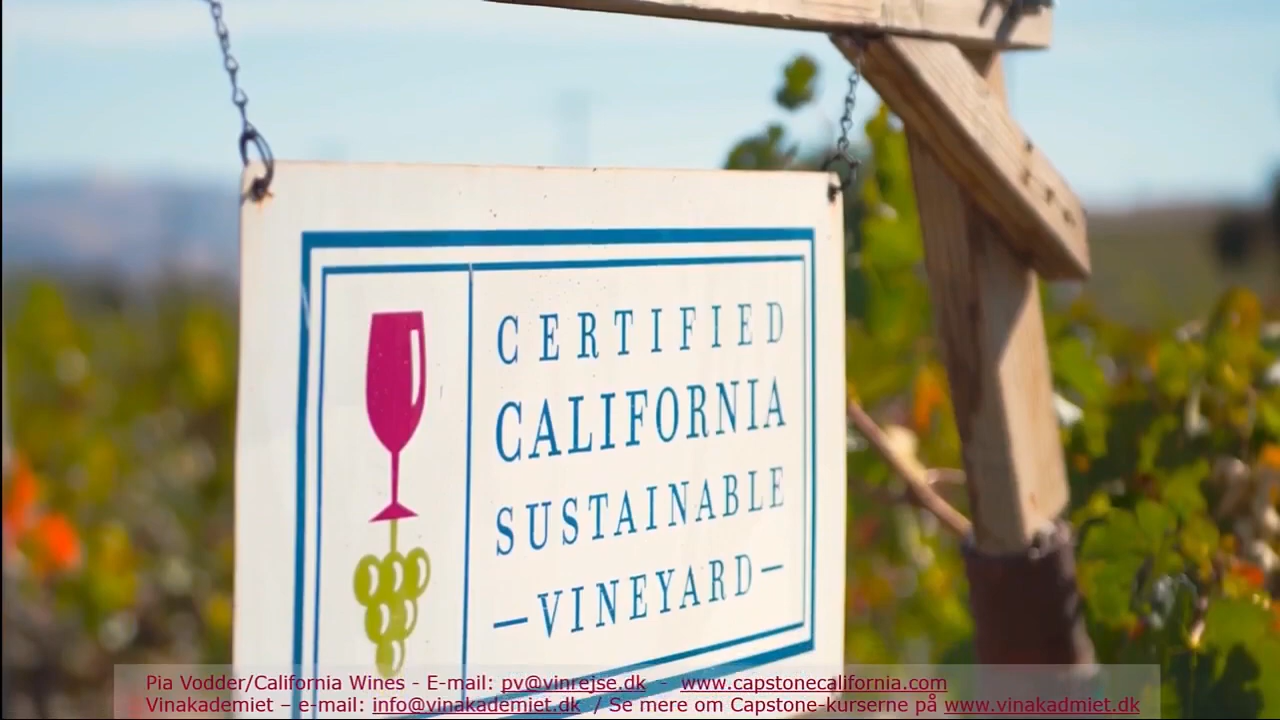 CERTIFIED
CALIFORNIA
SUSTAINABLE
—VINEYARD—
Pia Vodder/California Wines - E-mail: pv@vinrejse.dk - www.capstonecalifornia.com
Vinakademiet – e-mail: info@vinakademiet.dk / Se mere om Capstone-kurserne på www.vinakadmiet.dk